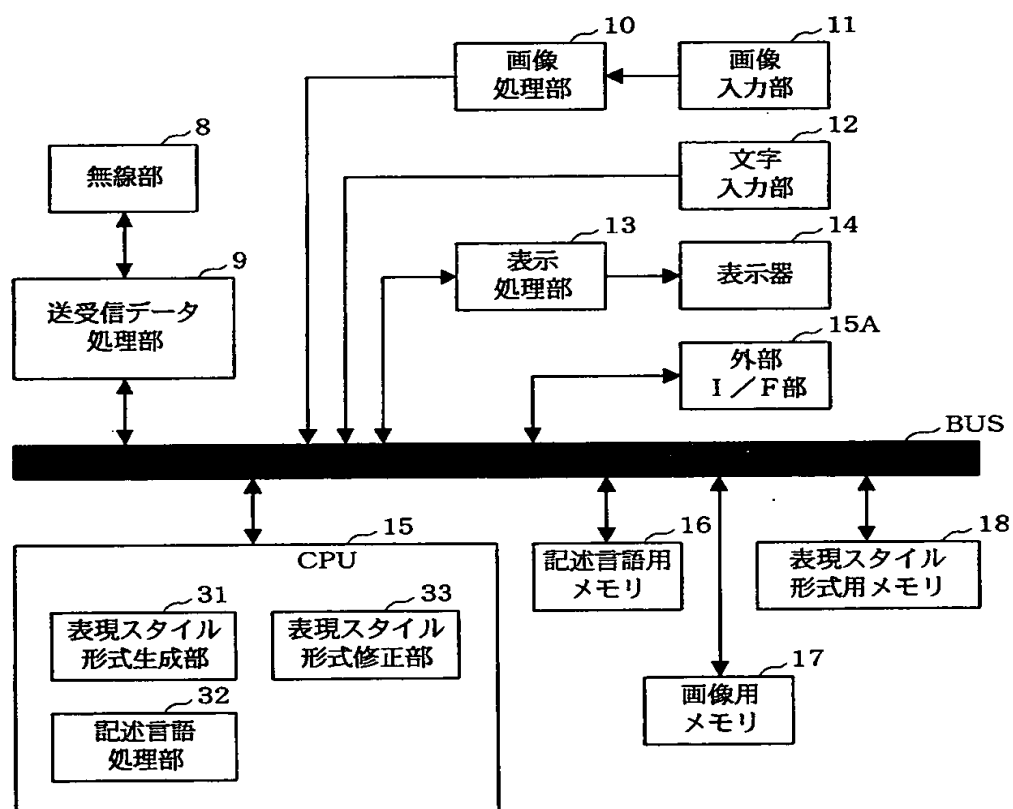 10
画像
処理部
11
画像
入力部
8
無線部
12
文字
入力部
9
送受信データ
処理部
13
表示
処理部
14
表示器
15A
外部
I／F部
BUS
15
CPU
31
表現スタイル
形式生成部
33
表現スタイル
形式修正部
32
記述言語
処理部
16
記述言語用
メモリ
17
画像用
メモリ
18
表現スタイル
形式用メモリ